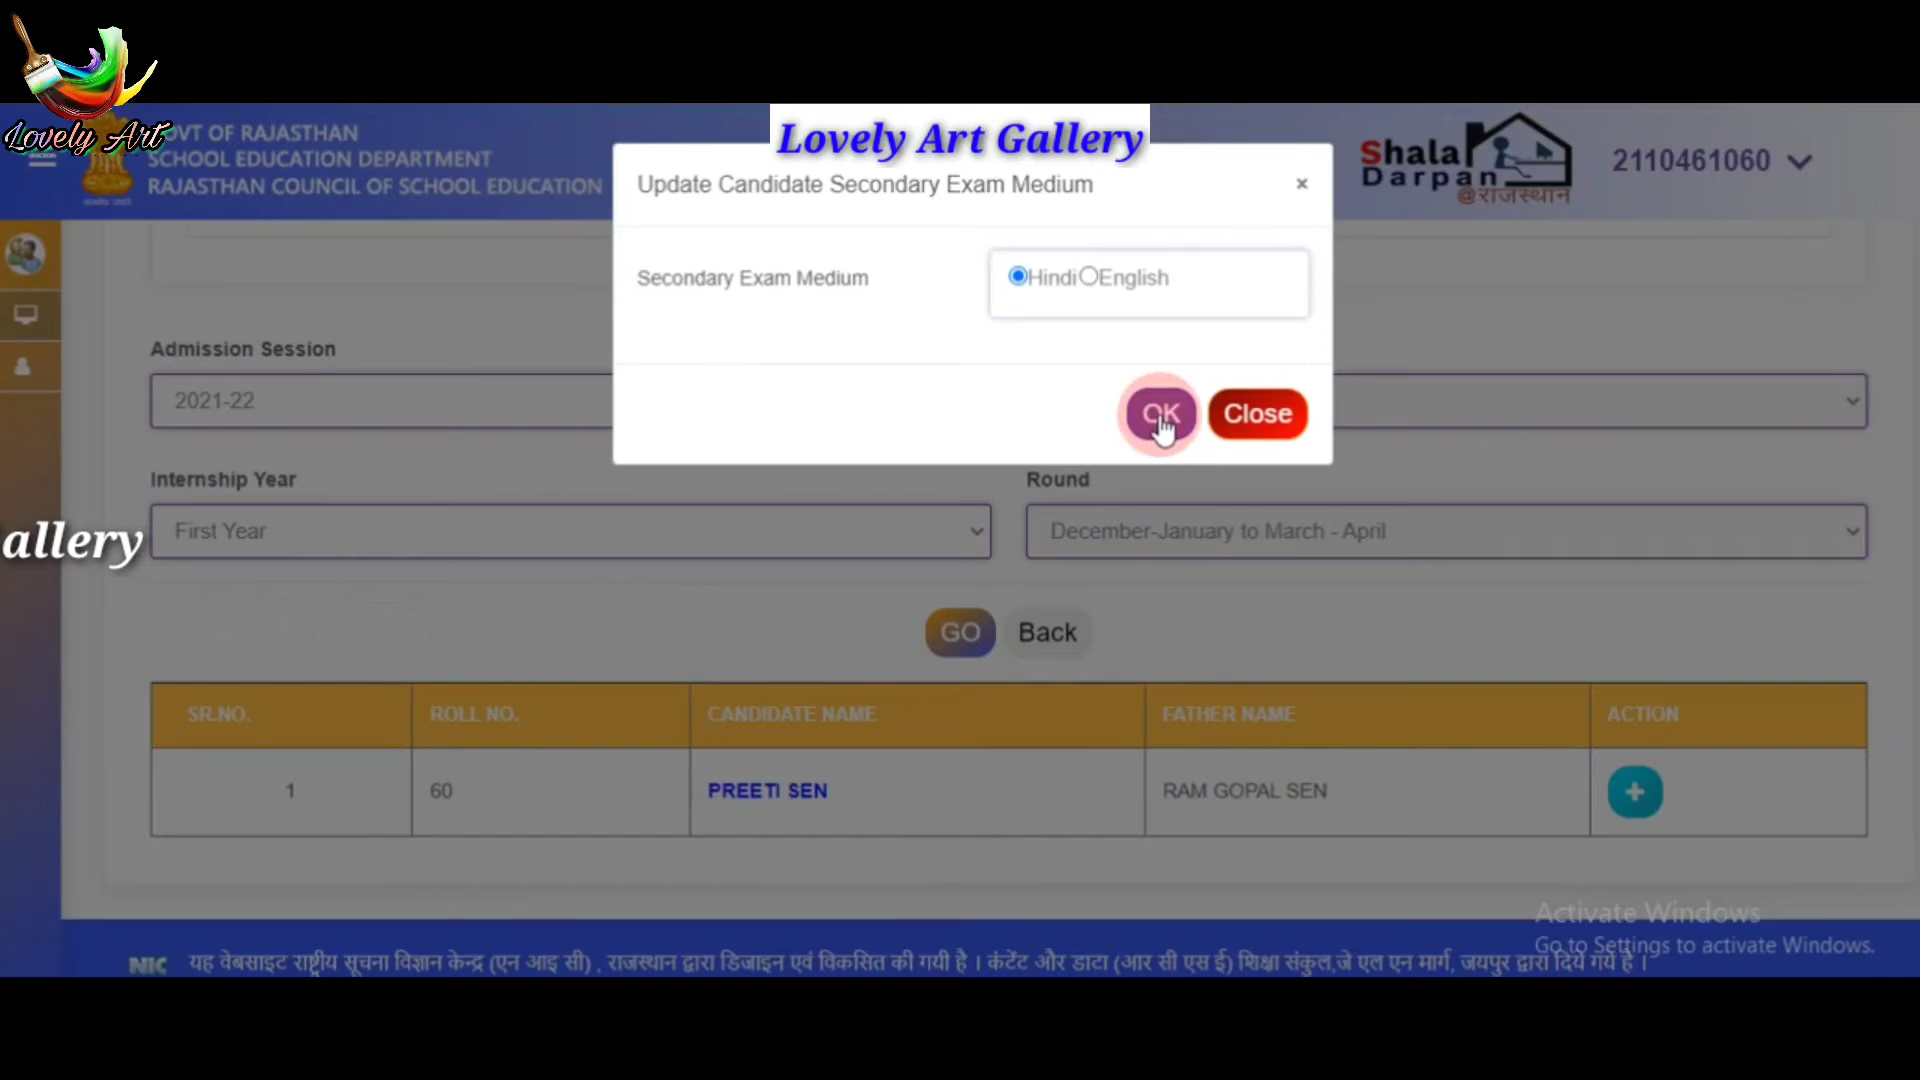 Lovely Art
Lovely Art Gallery
OVT OF RAJASTHAN
SCHOOL EDUCATION DEPARTMENT
RAJASTHAN COUNCIL OF SCHOOL EDUCATION
Shala
Darpan
@राजस्थान
2110461060
Update Candidate Secondary Exam Medium
×
Secondary Exam Medium
Hindi English
OK Close
Admission Session
2021-22
Internship Year
Round
allery
First Year
December-January to March - April
GO Back
SR.NO. ROLL NO. CANDIDATE NAME FATHER NAME ACTION
1 60 PREETI SEN RAM GOPAL SEN +
Activate Windows
Go to Settings to activate Windows.
NIC यह वेबसाइट राष्ट्रीय सूचना विज्ञान केन्द्र (एन आइ सी) , राजस्थान द्वारा डिजाइन एवं विकसित की गयी है । कंटेंट और डाटा (आर सी एस ई) शिक्षा संकुल,जे एल एन मार्ग, जयपुर द्वारा दिये गये है ।